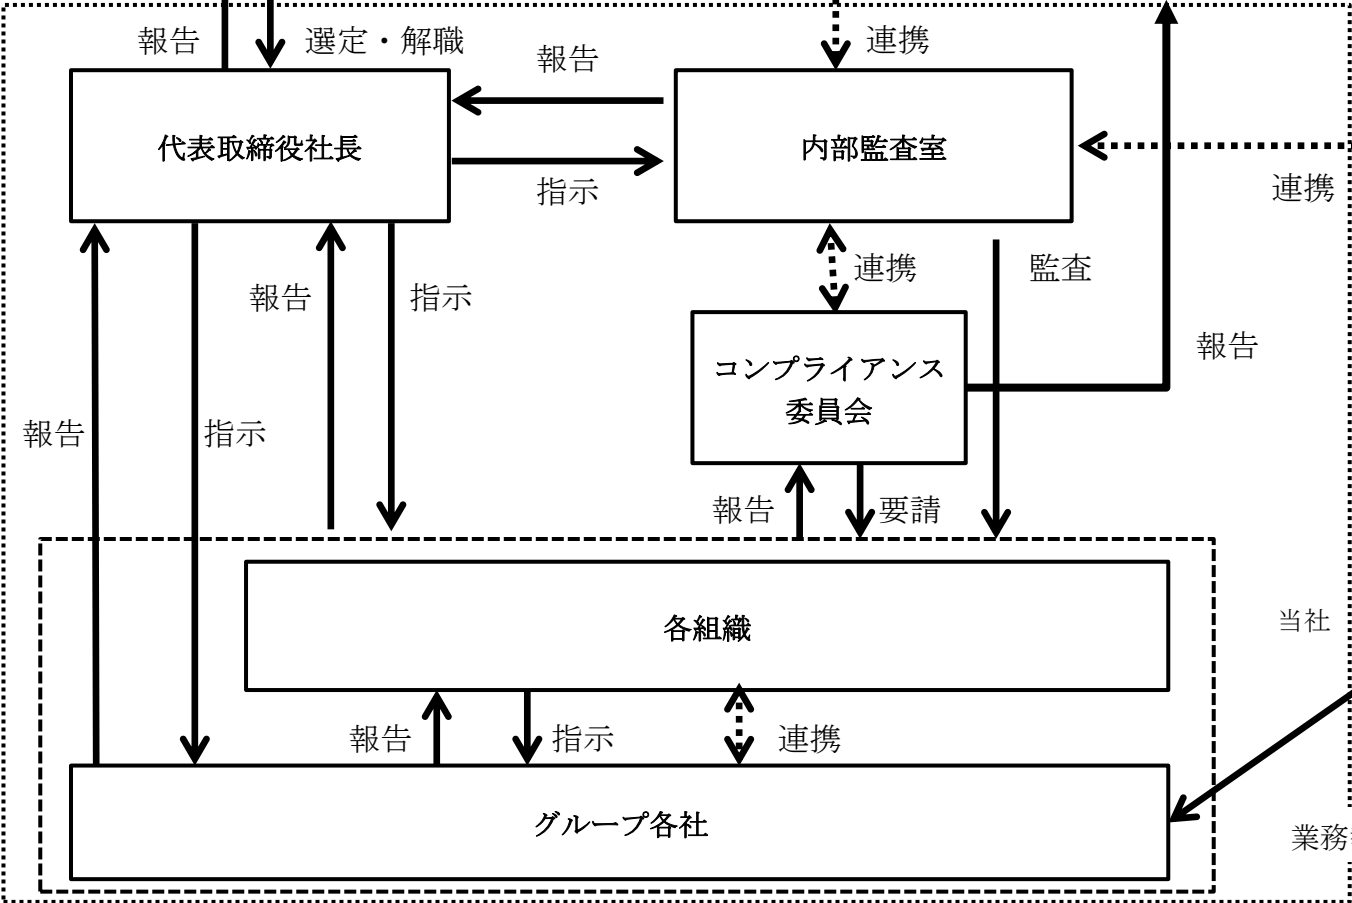 報告
選定・解職
連携
報告
代表取締役社長
内部監査室
指示
連携
連携
監査
報告
指示
報告
コンプライアンス
委員会
報告
指示
報告
要請
各組織
当社
報告
指示
連携
グループ各社
業務